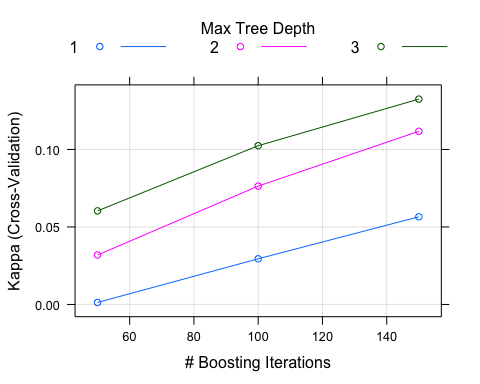 Max Tree Depth
1 2 3
Kappa (Cross-Validation)
0.10
0.05
0.00
60 80 100 120 140
# Boosting Iterations